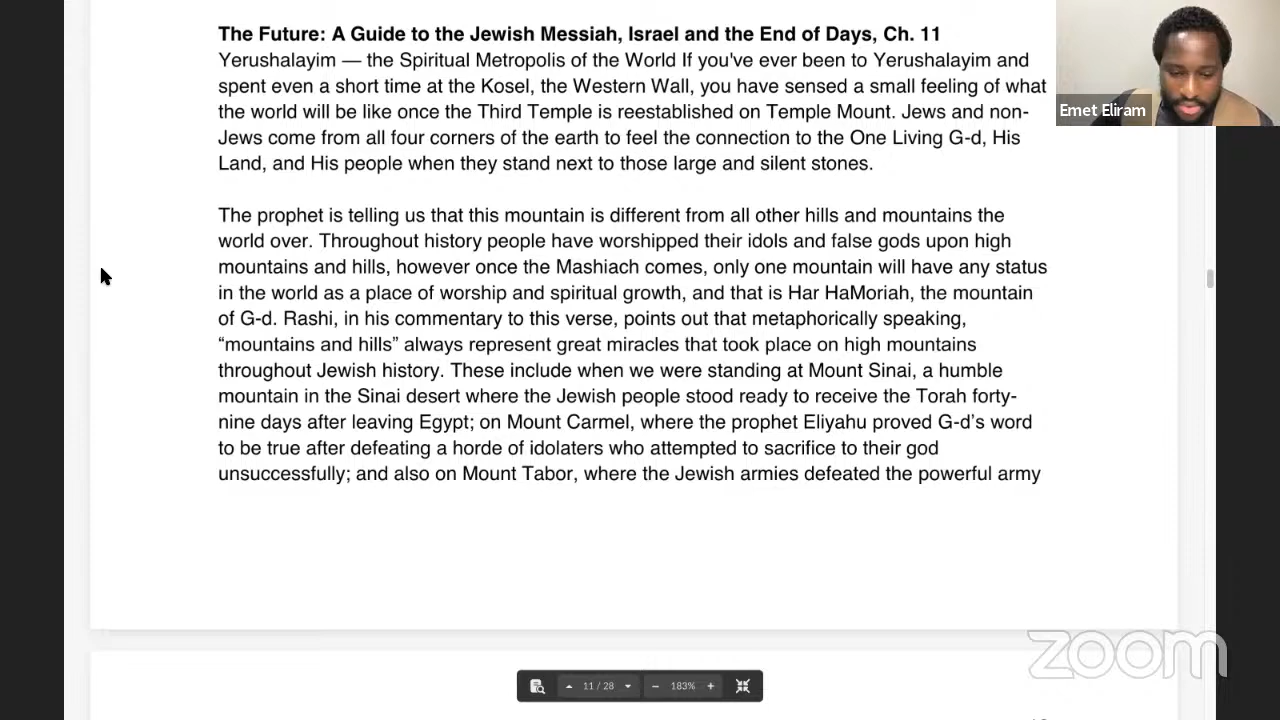 The Future: A Guide to the Jewish Messiah, Israel and the End of Days, Ch. 11
Yerushalayim — the Spiritual Metropolis of the World If you've ever been to Yerushalayim and
spent even a short time at the Kosel, the Western Wall, you have sensed a small feeling of what
the world will be like once the Third Temple is reestablished on Temple Mount. Jews and non-
Jews come from all four corners of the earth to feel the connection to the One Living G-d, His
Land, and His people when they stand next to those large and silent stones.
The prophet is telling us that this mountain is different from all other hills and mountains the
world over. Throughout history people have worshipped their idols and false gods upon high
mountains and hills, however once the Mashiach comes, only one mountain will have any status
in the world as a place of worship and spiritual growth, and that is Har HaMoriah, the mountain
of G-d. Rashi, in his commentary to this verse, points out that metaphorically speaking,
“mountains and hills” always represent great miracles that took place on high mountains
throughout Jewish history. These include when we were standing at Mount Sinai, a humble
mountain in the Sinai desert where the Jewish people stood ready to receive the Torah forty-
nine days after leaving Egypt; on Mount Carmel, where the prophet Eliyahu proved G-d’s word
to be true after defeating a horde of idolaters who attempted to sacrifice to their god
unsuccessfully; and also on Mount Tabor, where the Jewish armies defeated the powerful army
Emet Eliram
zoom
11 / 28
183%